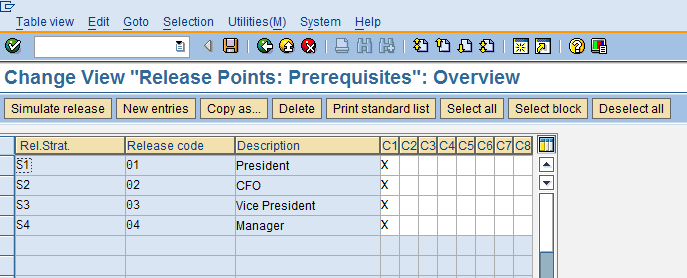 Table view Edit Goto Selection Utilities(M) System Help
Change View "Release Points: Prerequisites": Overview
Simulate release New entries Copy as... Delete Print standard list Select all Select block Deselect all
Rel.Strat. Release code Description C1 C2 C3 C4 C5 C6 C7 C8
S1 01 President X
S2 02 CFO X
S3 03 Vice President X
S4 04 Manager X